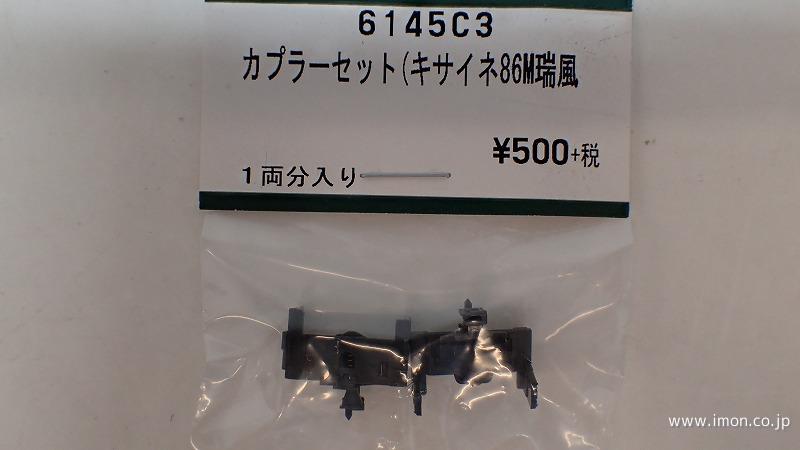 6145C3
カプラーセット(キサイネ86M瑞風
¥500+税
1両分入り
www.imon.co.jp